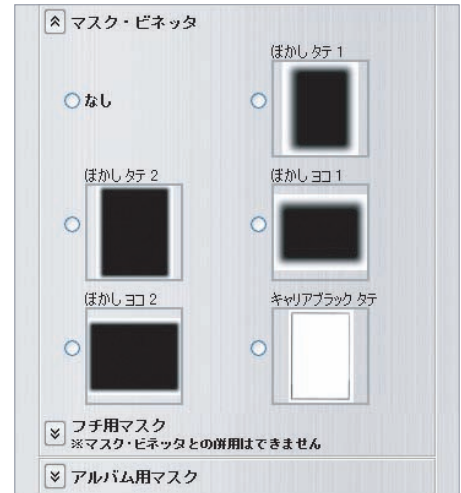 マスク・ビネッタ
ぼかし タテ 1
なし
ぼかし タテ 2
ぼかし ヨコ 1
ぼかし ヨコ 2
キャリアブラック タテ
フチ用マスク
※マスク・ビネッタとの併用はできません
アルバム用マスク